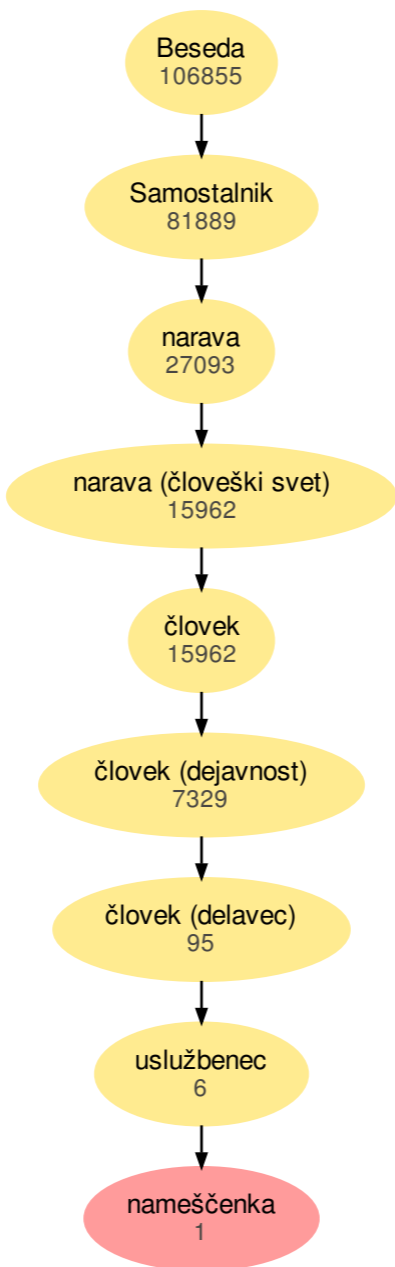 Beseda
106855
Samostalnik
81889
narava
27093
narava (človeški svet)
15962
človek
15962
človek (dejavnost)
7329
človek (delavec)
95
uslužbenec
6
nameščenka
1